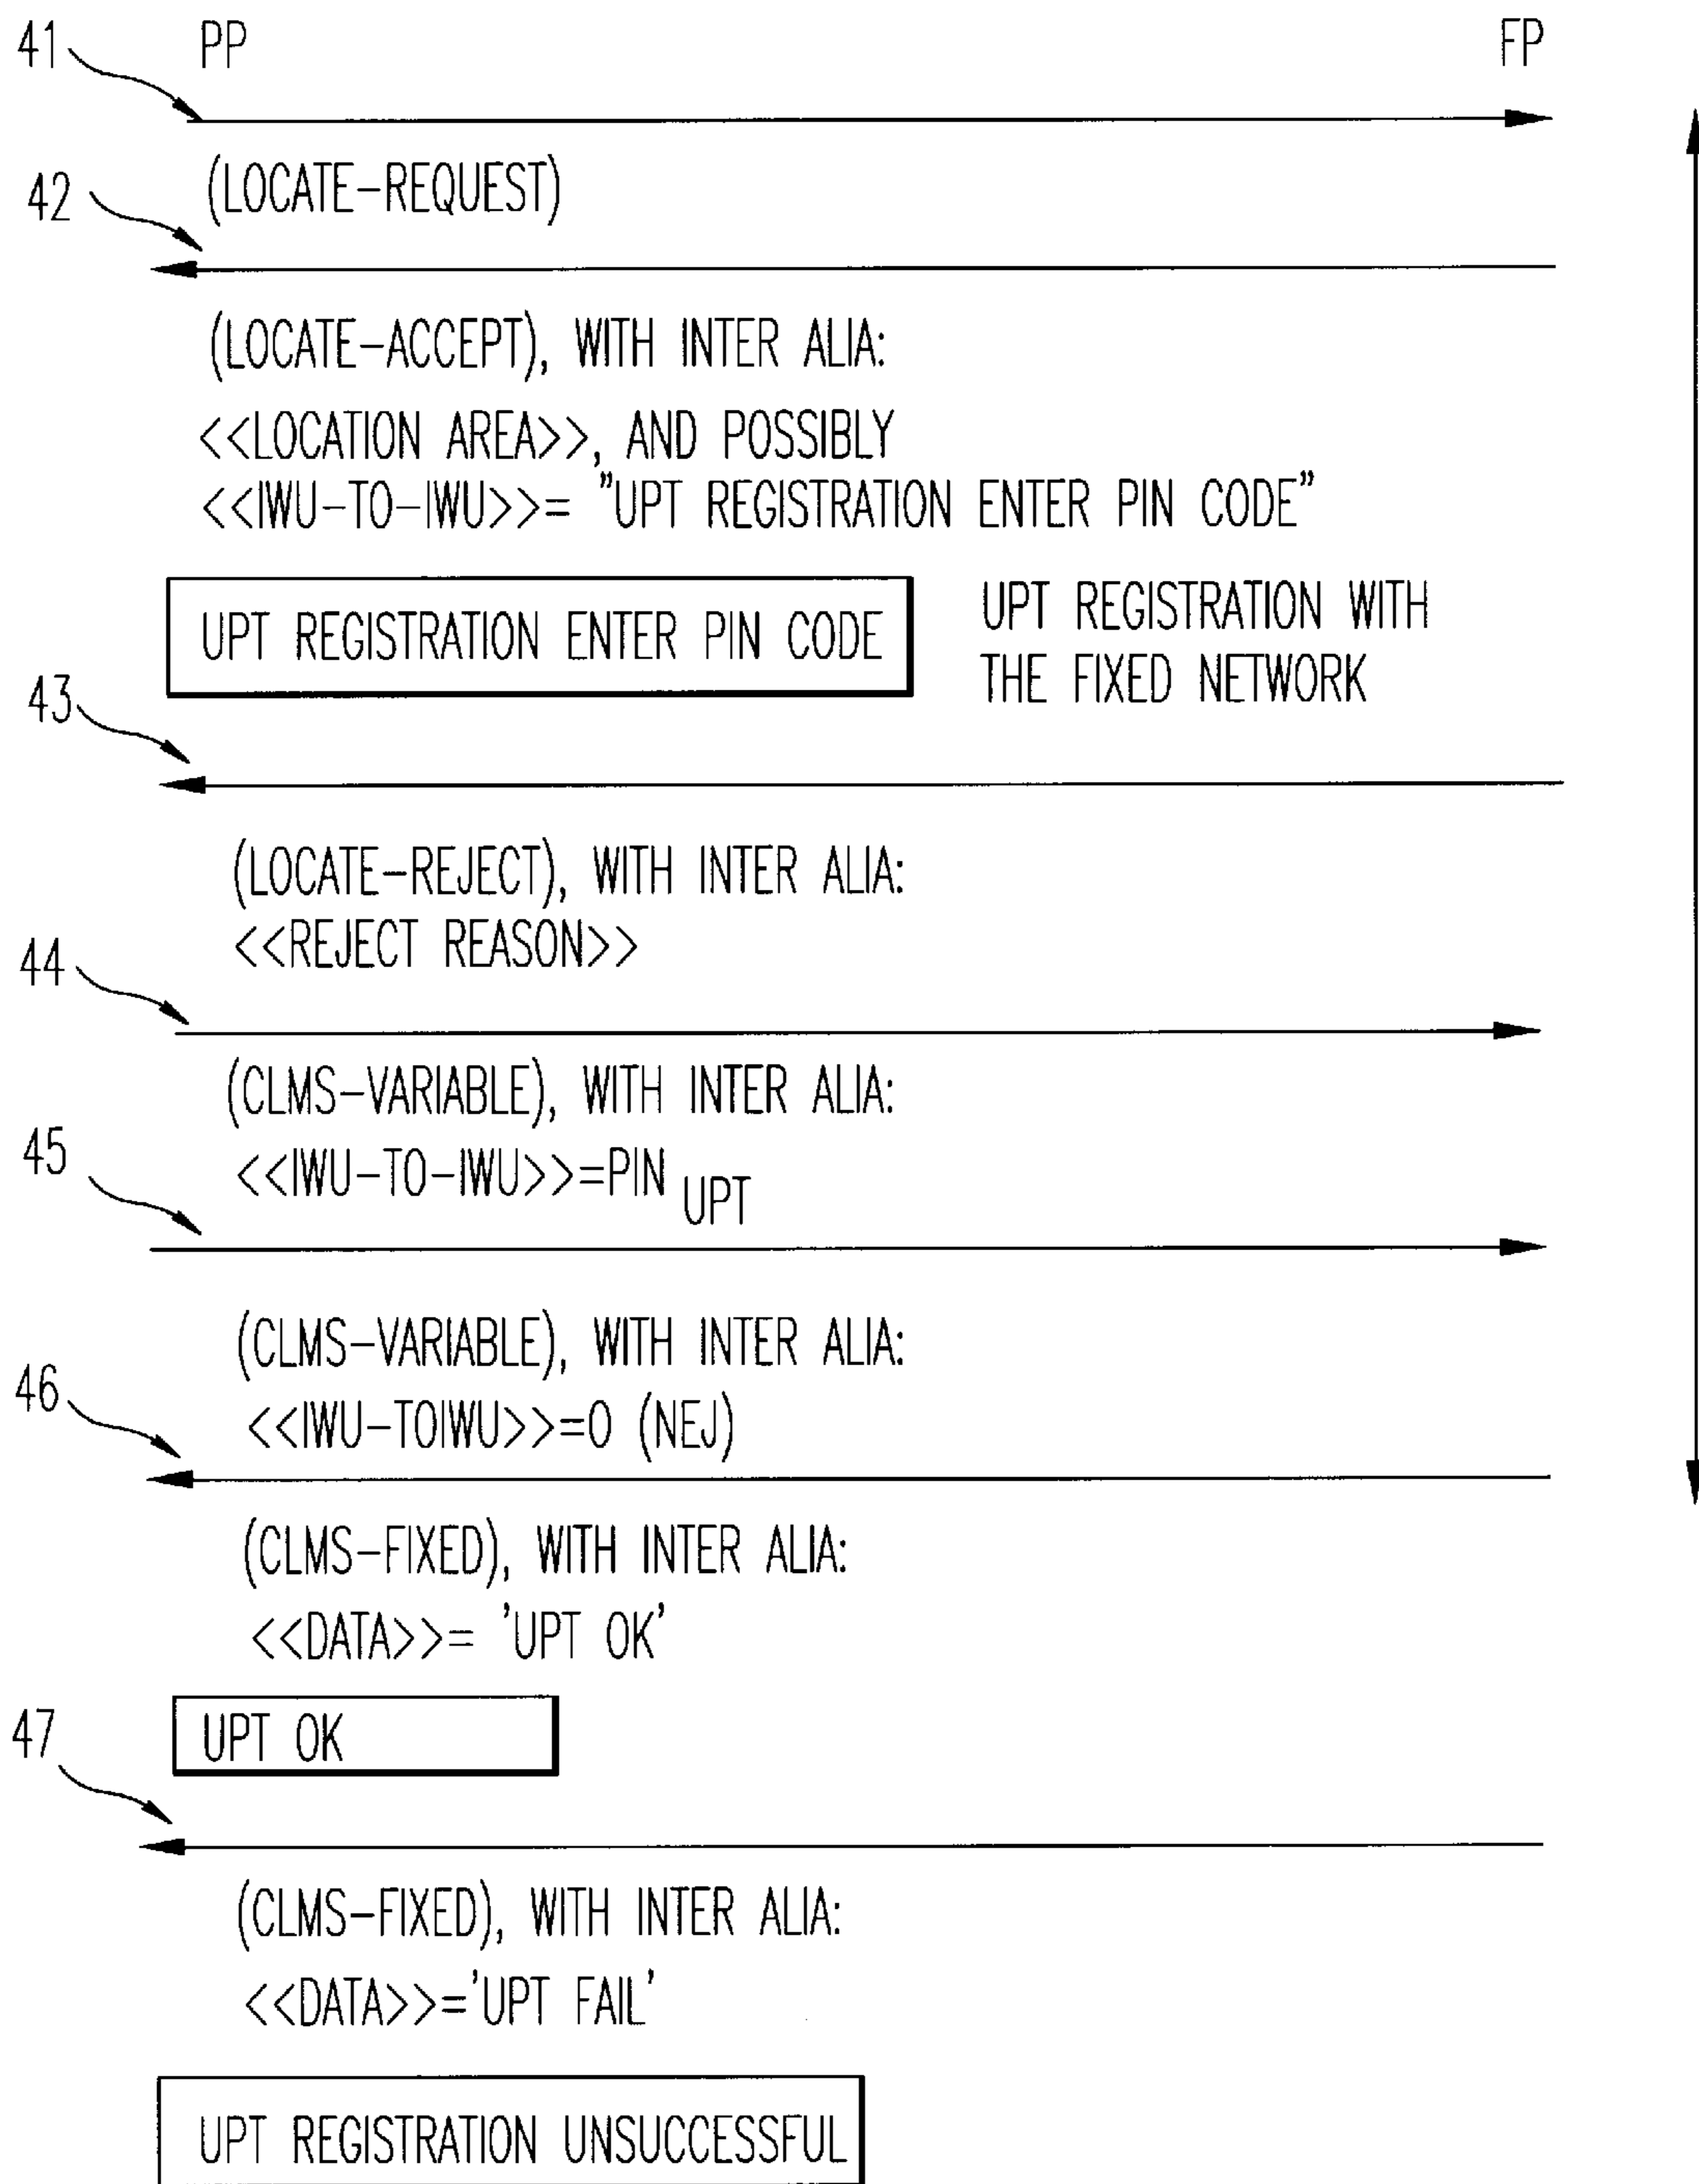 41 PP FP
(LOCATE-REQUEST)
42
(LOCATE-ACCEPT), WITH INTER ALIA:
<<LOCATION AREA>>, AND POSSIBLY
<<IWU-TO-IWU>>= "UPT REGISTRATION ENTER PIN CODE"
UPT REGISTRATION ENTER PIN CODE
UPT REGISTRATION WITH
THE FIXED NETWORK
43
(LOCATE-REJECT), WITH INTER ALIA:
<<REJECT REASON>>
44
(CLMS-VARIABLE), WITH INTER ALIA:
<<IWU-TO-IWU>>=PIN UPT
45
(CLMS-VARIABLE), WITH INTER ALIA:
<<IWU-TOIWU>>=0 (NEJ)
46
(CLMS-FIXED), WITH INTER ALIA:
<<DATA>>= 'UPT OK'
UPT OK
47
(CLMS-FIXED), WITH INTER ALIA:
<<DATA>>='UPT FAIL'
UPT REGISTRATION UNSUCCESSFUL